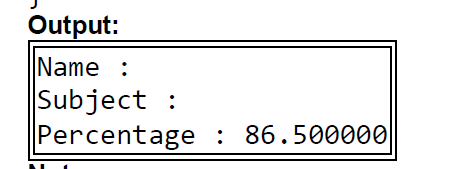 Output:
Name :
Subject :
Percentage : 86.500000